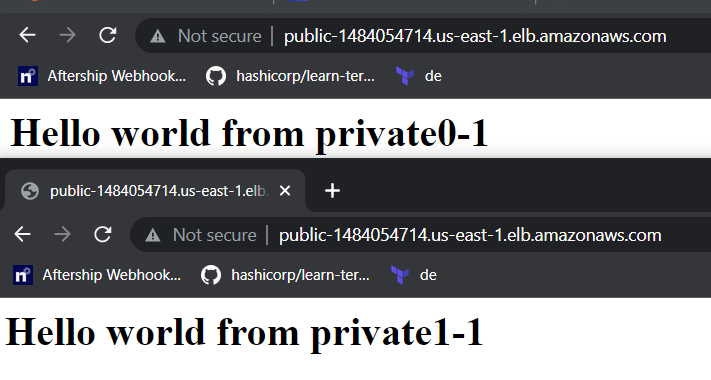 Not secure | public-1484054714.us-east-1.elb.amazonaws.com
Aftership Webhook... hashicorp/learn-ter... de
Hello world from private0-1
public-1484054714.us-east-1.elb.
Not secure | public-1484054714.us-east-1.elb.amazonaws.com
Aftership Webhook... hashicorp/learn-ter... de
Hello world from private1-1